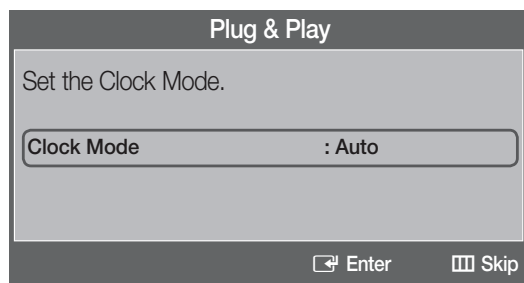 Plug & Play
Set the Clock Mode.
Clock Mode : Auto
Enter Skip